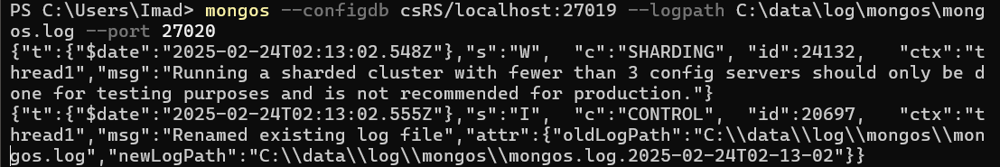 PS C:\Users\Imad> mongos --configdb csRS/localhost:27019 --logpath C:\data\log\mongos\mong
os.log --port 27020
{"t":{"$date":"2025-02-24T02:13:02.548Z"},"s":"W",  "c":"SHARDING", "id":24132,   "ctx":"t
hread1","msg":"Running a sharded cluster with fewer than 3 config servers should only be d
one for testing purposes and is not recommended for production."}
{"t":{"$date":"2025-02-24T02:13:02.555Z"},"s":"I",  "c":"CONTROL",  "id":20697,   "ctx":"t
hread1","msg":"Renamed existing log file","attr":{"oldLogPath":"C:\\data\\log\\mongos\\mon
gos.log","newLogPath":"C:\\data\\log\\mongos\\mongos.log.2025-02-24T02-13-02"}}